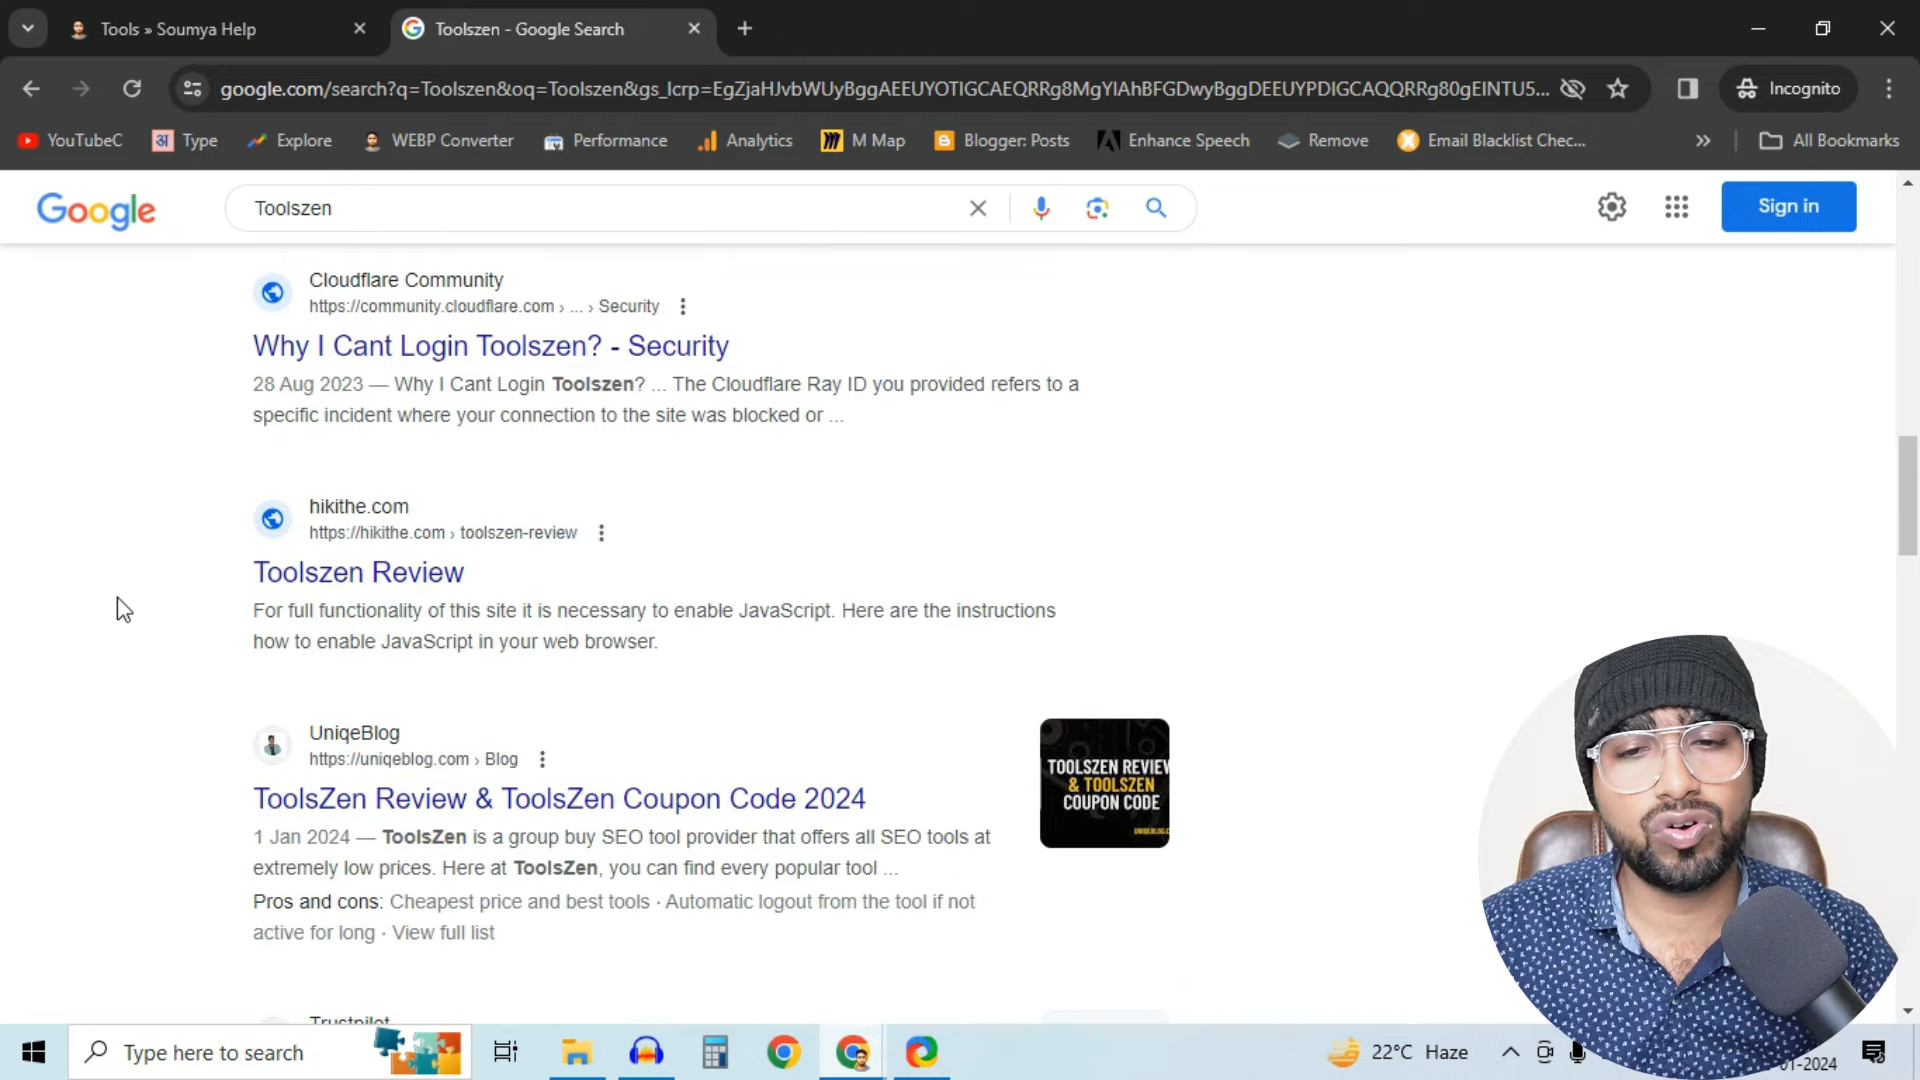 Tools » Soumya Help
Toolszen - Google Search
google.com/search?q=Toolszen&oq=Toolszen&gs_lcrp=EgZjaHJvbWUyBggAEEUYOTIGCAEQRRg8MgYIAhBFGDwyBggDEEUYPDIGCAQQRRg80gEINTU5...
Incognito
YouTubeC
अ Type
Explore
WEBP Converter
Performance
Analytics
M Map
Blogger: Posts
Enhance Speech
Remove
Email Blacklist Chec...
All Bookmarks
Google
Toolszen
Sign in
Cloudflare Community
https://community.cloudflare.com › ... › Security
Why I Cant Login Toolszen? - Security
28 Aug 2023 — Why I Cant Login Toolszen? ... The Cloudflare Ray ID you provided refers to a
specific incident where your connection to the site was blocked or ...
hikithe.com
https://hikithe.com › toolszen-review
Toolszen Review
For full functionality of this site it is necessary to enable JavaScript. Here are the instructions
how to enable JavaScript in your web browser.
UniqeBlog
https://uniqeblog.com › Blog
ToolsZen Review & ToolsZen Coupon Code 2024
1 Jan 2024 — ToolsZen is a group buy SEO tool provider that offers all SEO tools at
extremely low prices. Here at ToolsZen, you can find every popular tool ...
Pros and cons: Cheapest price and best tools · Automatic logout from the tool if not
active for long · View full list
TOOLSZEN REVIEW
& TOOLSZEN
COUPON CODE
Trustpilot
Type here to search
22°C Haze
01-2024